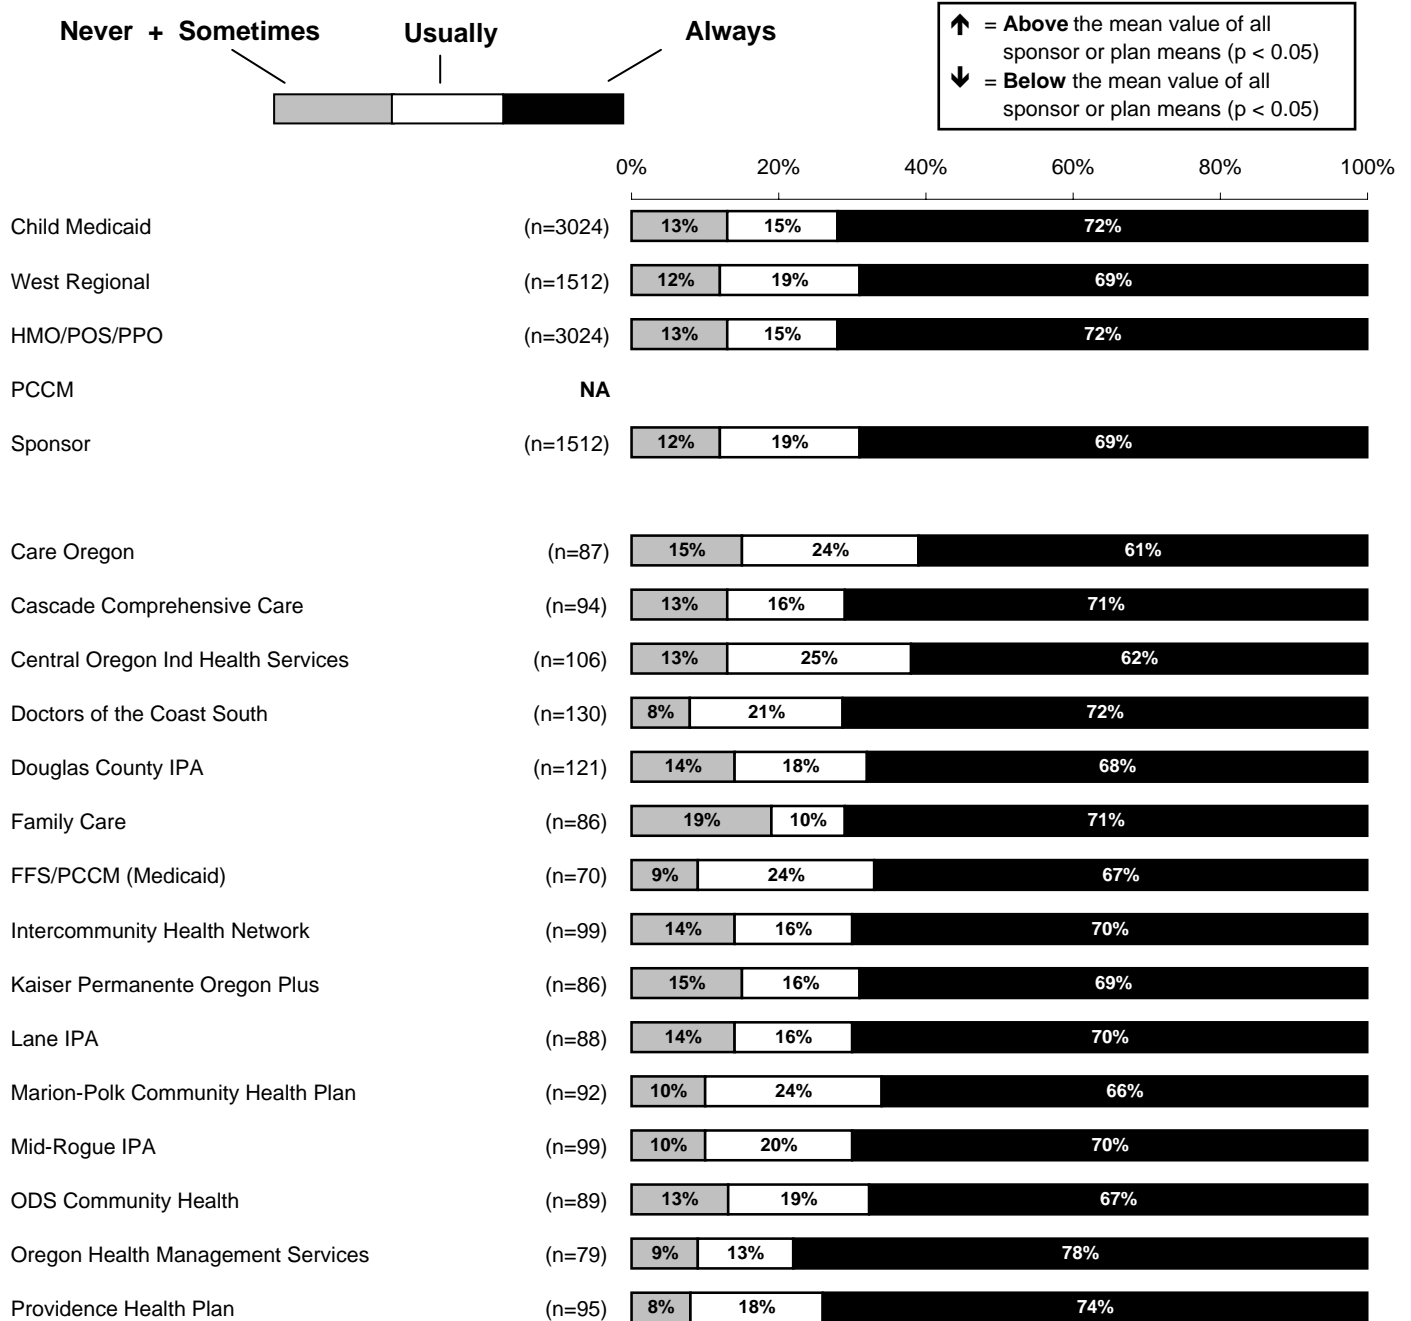 Never + Sometimes Usually Always
🡩 = Above the mean value of all
sponsor or plan means (p < 0.05)
🡫 = Below the mean value of all
sponsor or plan means (p < 0.05)
0% 20% 40% 60% 80% 100%
Child Medicaid (n=3024) 13% 15% 72%
West Regional (n=1512) 12% 19% 69%
HMO/POS/PPO (n=3024) 13% 15% 72%
PCCM NA
Sponsor (n=1512) 12% 19% 69%
Care Oregon (n=87) 15% 24% 61%
Cascade Comprehensive Care (n=94) 13% 16% 71%
Central Oregon Ind Health Services (n=106) 13% 25% 62%
Doctors of the Coast South (n=130) 8% 21% 72%
Douglas County IPA (n=121) 14% 18% 68%
Family Care (n=86) 19% 10% 71%
FFS/PCCM (Medicaid) (n=70) 9% 24% 67%
Intercommunity Health Network (n=99) 14% 16% 70%
Kaiser Permanente Oregon Plus (n=86) 15% 16% 69%
Lane IPA (n=88) 14% 16% 70%
Marion-Polk Community Health Plan (n=92) 10% 24% 66%
Mid-Rogue IPA (n=99) 10% 20% 70%
ODS Community Health (n=89) 13% 19% 67%
Oregon Health Management Services (n=79) 9% 13% 78%
Providence Health Plan (n=95) 8% 18% 74%